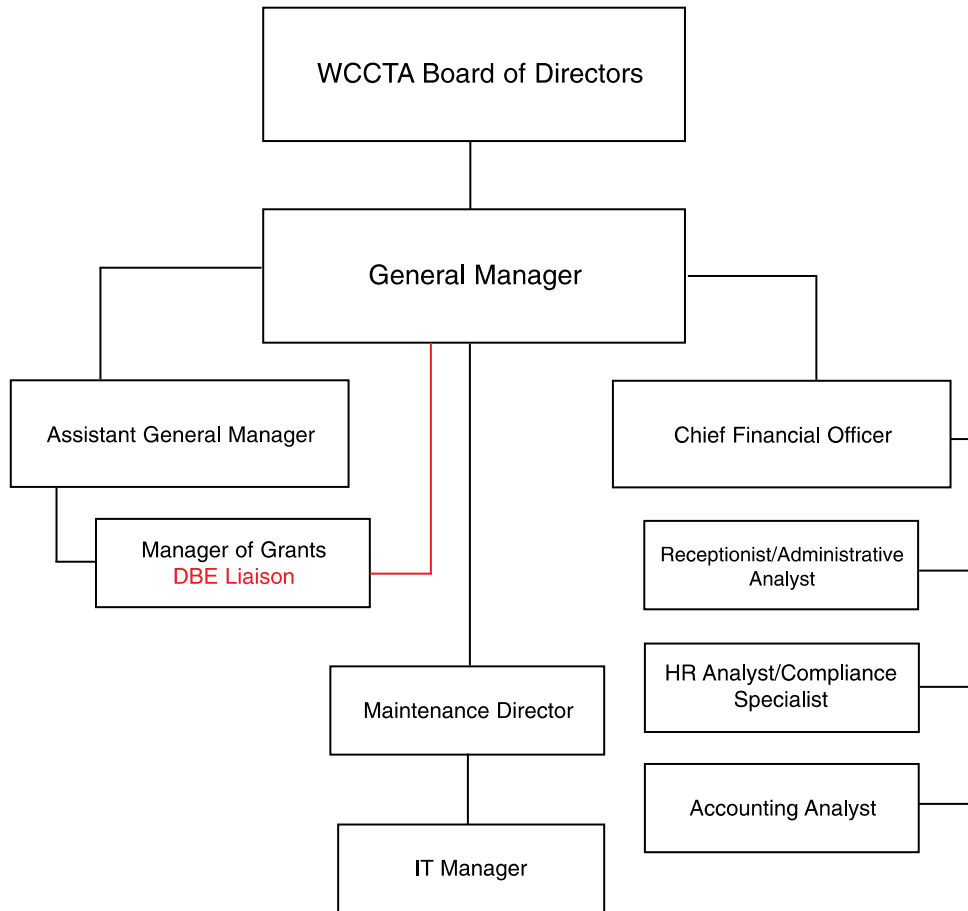 WCCTA Board of Directors
General Manager
Assistant General Manager
Chief Financial Officer
Manager of Grants
DBE Liaison
Receptionist/Administrative
Analyst
HR Analyst/Compliance
Specialist
Maintenance Director
Accounting Analyst
IT Manager